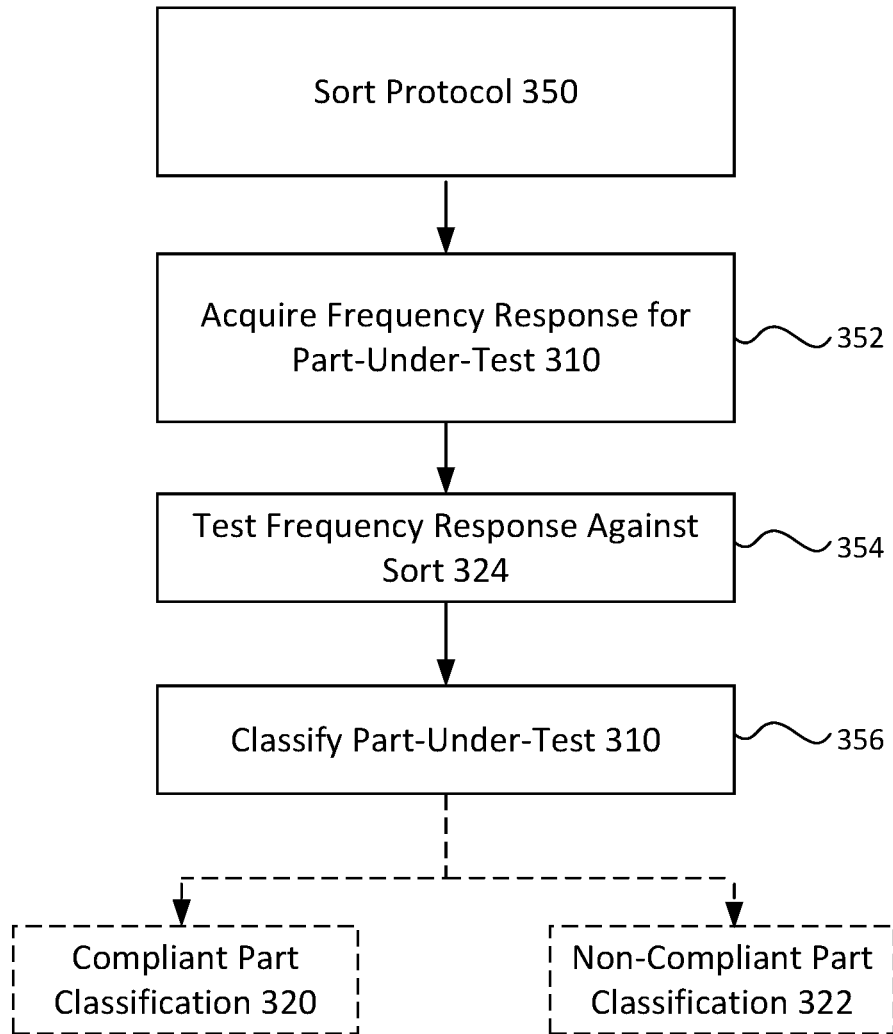 Sort Protocol 350
Acquire Frequency Response for
Part-Under-Test 310
352
Test Frequency Response Against
Sort 324
354
Classify Part-Under-Test 310
356
Compliant Part
Classification 320
Non-Compliant Part
Classification 322